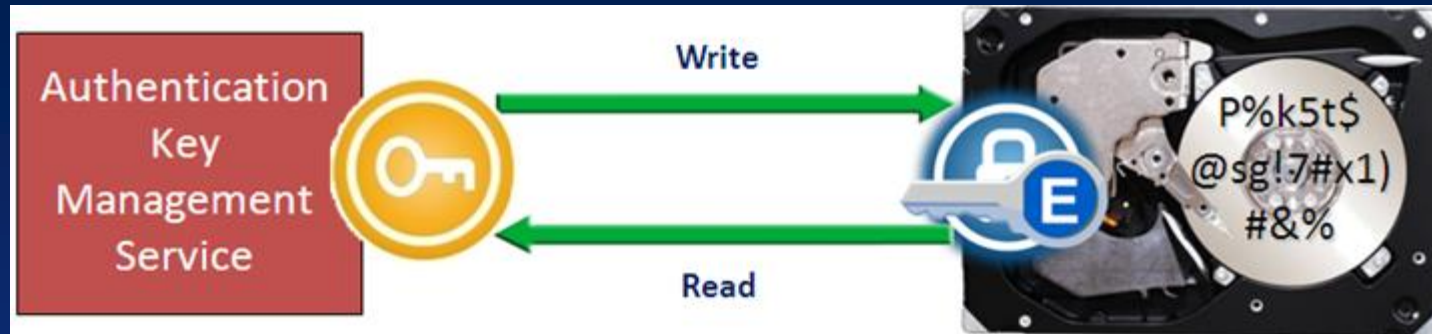 Authentication
Key
Management
Service
Write
Read
E
P%k5t$
@sg!7#x1)
#&%